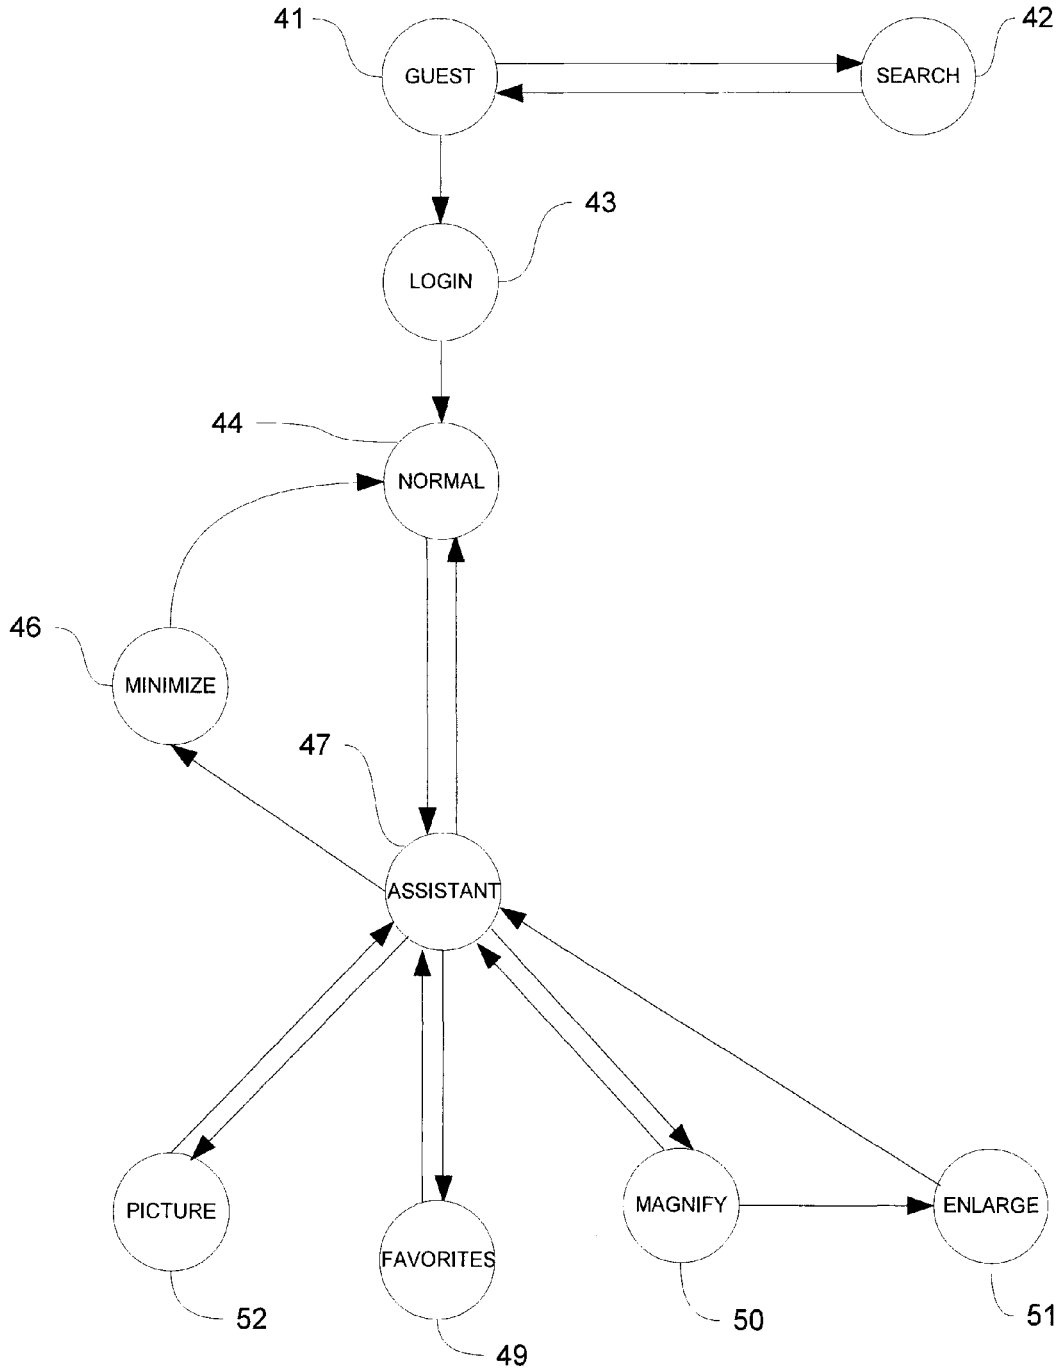 41
42
GUEST
SEARCH
43
LOGIN
44
NORMAL
46
MINIMIZE
47
ASSISTANT
PICTURE
FAVORITES
MAGNIFY
ENLARGE
52
49
50
51